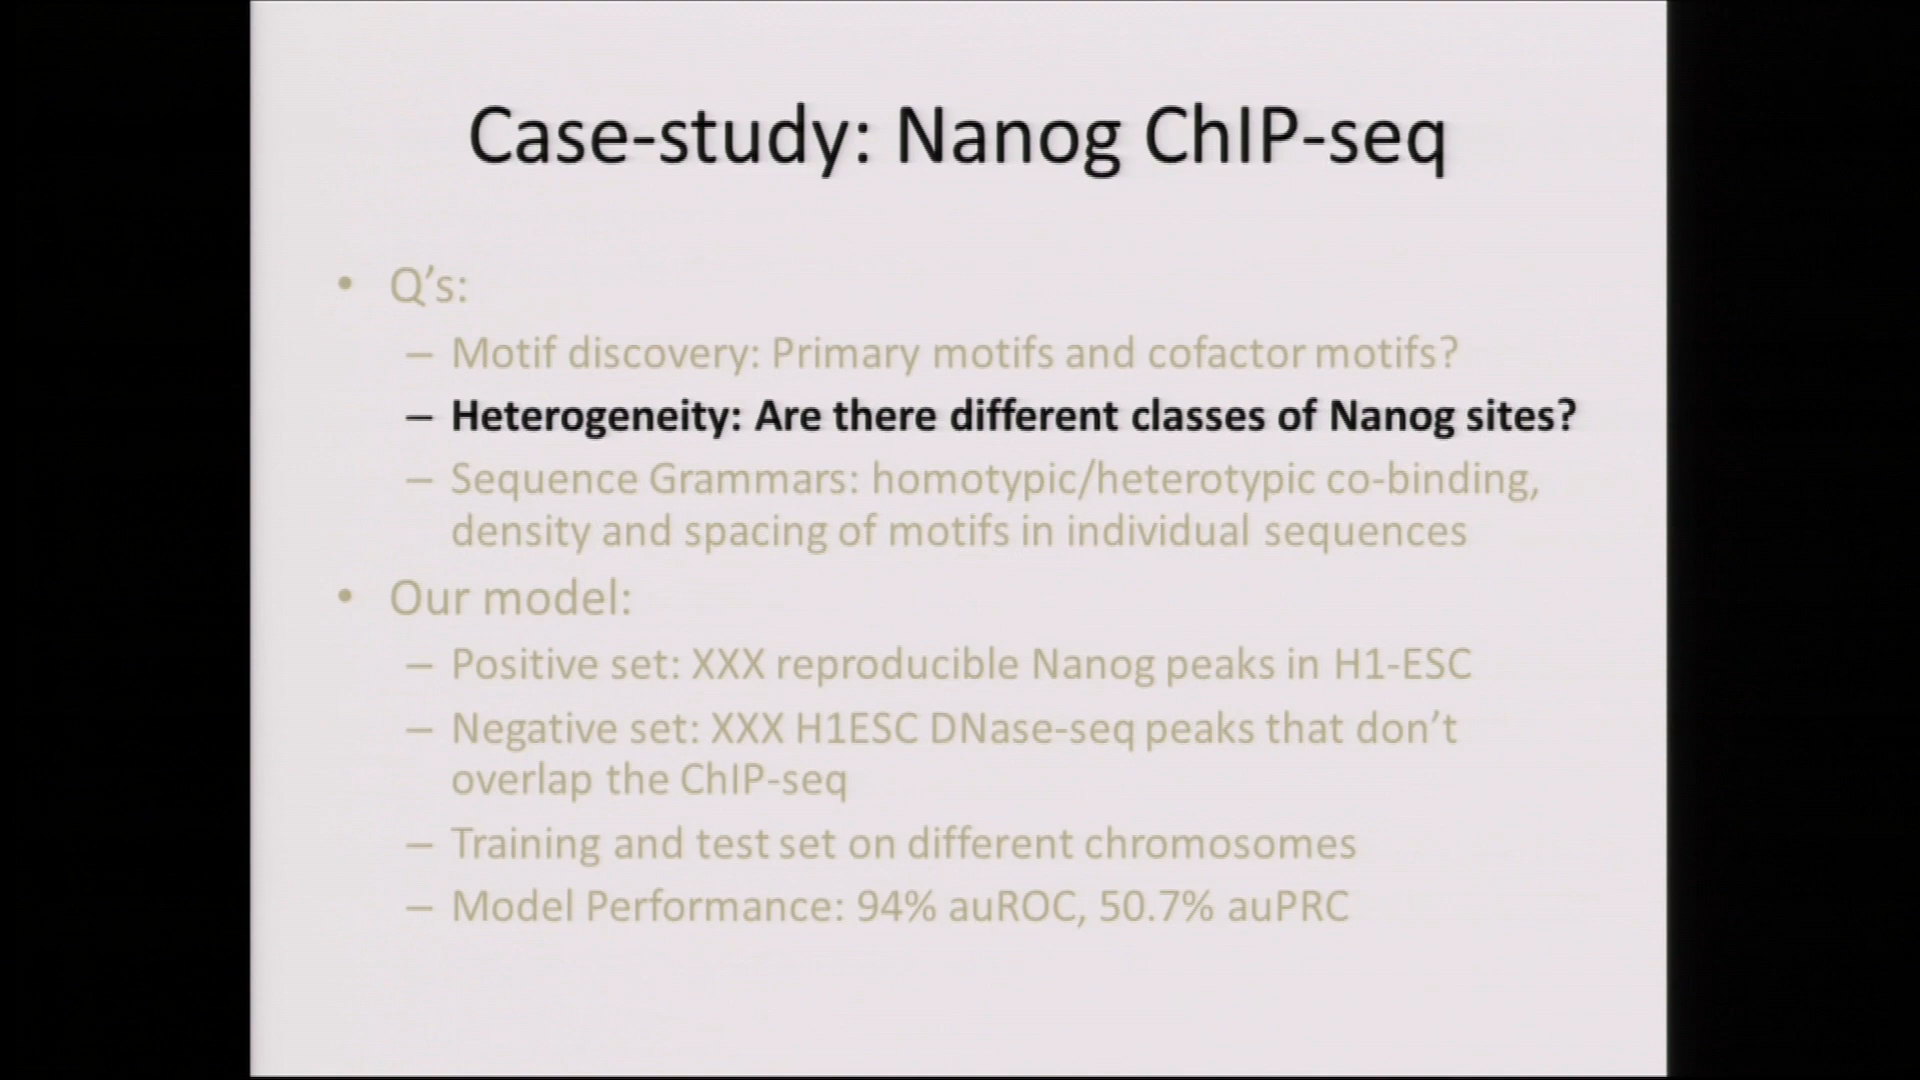 Case-study: Nanog ChIP-seq
• Q’s:
– Motif discovery: Primary motifs and cofactor motifs?
– Heterogeneity: Are there different classes of Nanog sites?
– Sequence Grammars: homotypic/heterotypic co-binding,
density and spacing of motifs in individual sequences
• Our model:
– Positive set: XXX reproducible Nanog peaks in H1-ESC
– Negative set: XXX H1ESC DNase-seq peaks that don’t
overlap the ChIP-seq
– Training and test set on different chromosomes
– Model Performance: 94% auROC, 50.7% auPRC